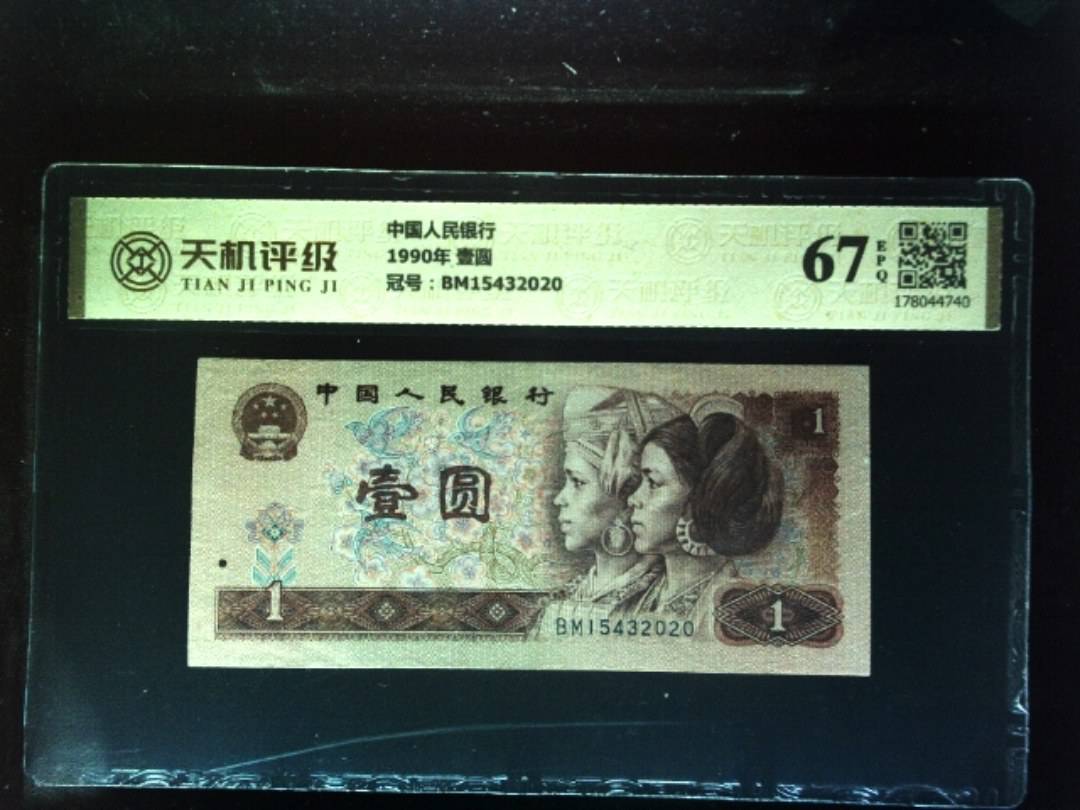 天机评级
TIAN JI PING JI
中国人民银行
1990年 壹圆
冠号：BM15432020
67
EPQ
178044740
中国人民银行
1
壹圆
1
BM15432020
1